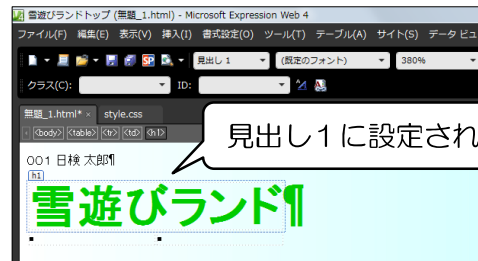 雪遊びランドトップ (無題_1.html) - Microsoft Expression Web 4
ファイル(F) 編集(E) 表示(V) 挿入(I) 書式設定(O) ツール(T) テーブル(A) サイト(S) データ ビュ
見出し 1 (既定のフォント) 380%
クラス(C): ID:
無題_1.html* × style.css
<body> <table> <tr> <td> <h1>
見出し1に設定され
001 日検 太郎¶
h1
雪遊びランド¶